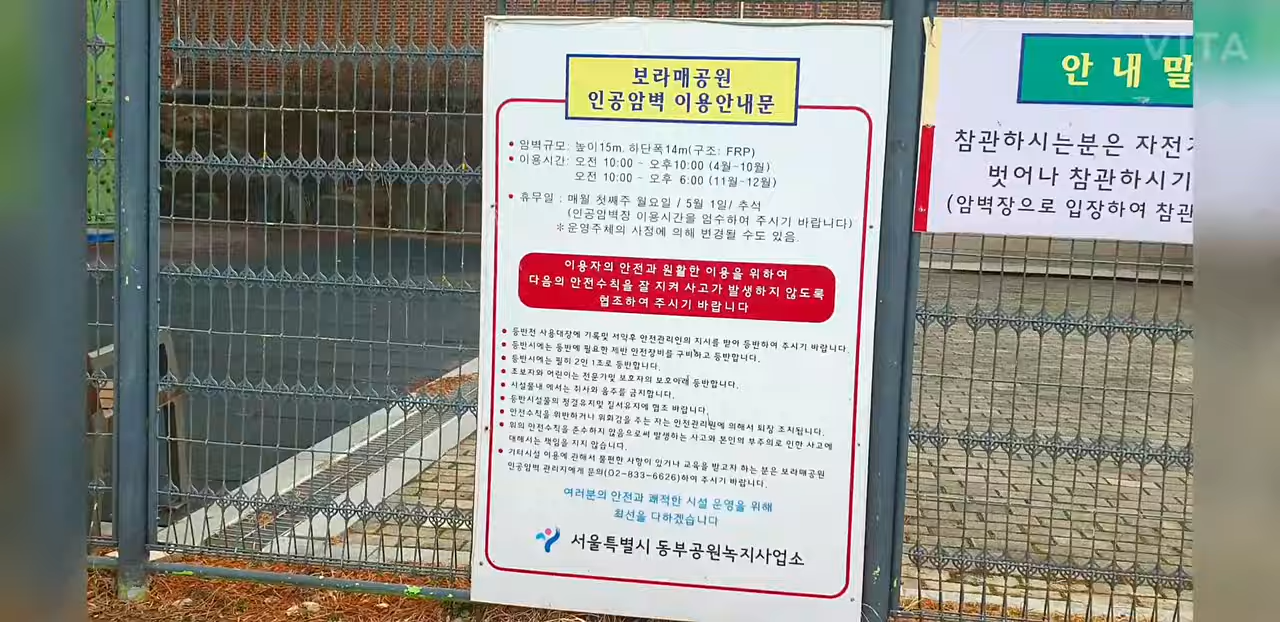 보라매공원
인공암벽 이용안내문
암벽규모: 높이15m, 하단폭14m(구조: FRP)
이용시간: 오전 10:00 - 오후10:00 (4월-10월)
오전 10:00 - 오후 6:00 (11월-12월)
휴무일 : 매월 첫째주 월요일 / 5월 1일/ 추석
(인공암벽장 이용시간을 엄수하여 주시기 바랍니다)
※운영주체의 사정에 의해 변경될 수도 있음.
이용자의 안전과 원활한 이용을 위하여
다음의 안전수칙을 잘 지켜 사고가 발생하지 않도록
협조하여 주시기 바랍니다
등반전 사용대장에 기록및 서약후 안전관리인의 지시를 받아 등반하여 주시기 바랍니다.
등반시에는 등반에 필요한 제반 안전장비를 구비하고 등반합니다.
등반시에는 필히 2인 1조로 등반합니다.
초보자와 어린이는 전문가및 보호자의 보호아래 등반합니다.
시설물내 에서는 취사와 음주를 금지합니다.
등반시설물의 청결유지및 질서유지에 협조 바랍니다.
안전수칙을 위반하거나 위화감을 주는 자는 안전관리원에 의해서 퇴장 조치됩니다.
위의 안전수칙을 준수하지 않음으로써 발생하는 사고와 본인의 부주의로 인한 사고에
대해서는 책임을 지지 않습니다.
기타시설 이용에 관해서 불편한 사항이 있거나 교육을 받고자 하는 분은 보라매공원
인공암벽 관리자에게 문의(02-833-6626)하여 주시기 바랍니다.
여러분의 안전과 쾌적한 시설 운영을 위해
최선을 다하겠습니다
서울특별시 동부공원녹지사업소
안 내 말
참관하시는분은 자전
벗어나 참관하시기
(암벽장으로 입장하여 참관
VITA